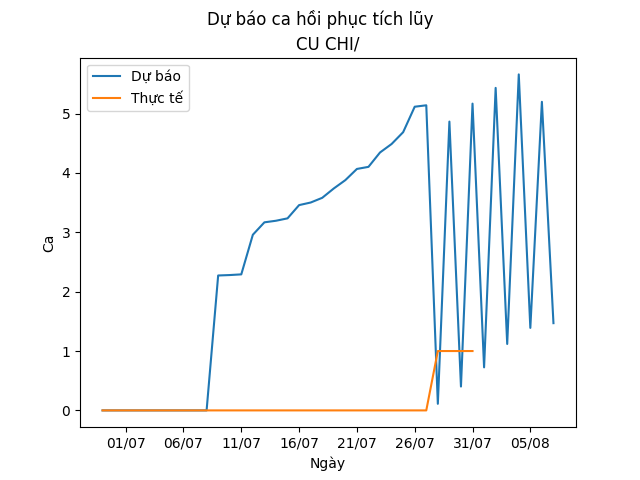 Dự báo ca hồi phục tích lũy
CU CHI/
Dự báo
Thực tế
Ca
5
4
3
2
1
0
01/07 06/07 11/07 16/07 21/07 26/07 31/07 05/08
Ngày